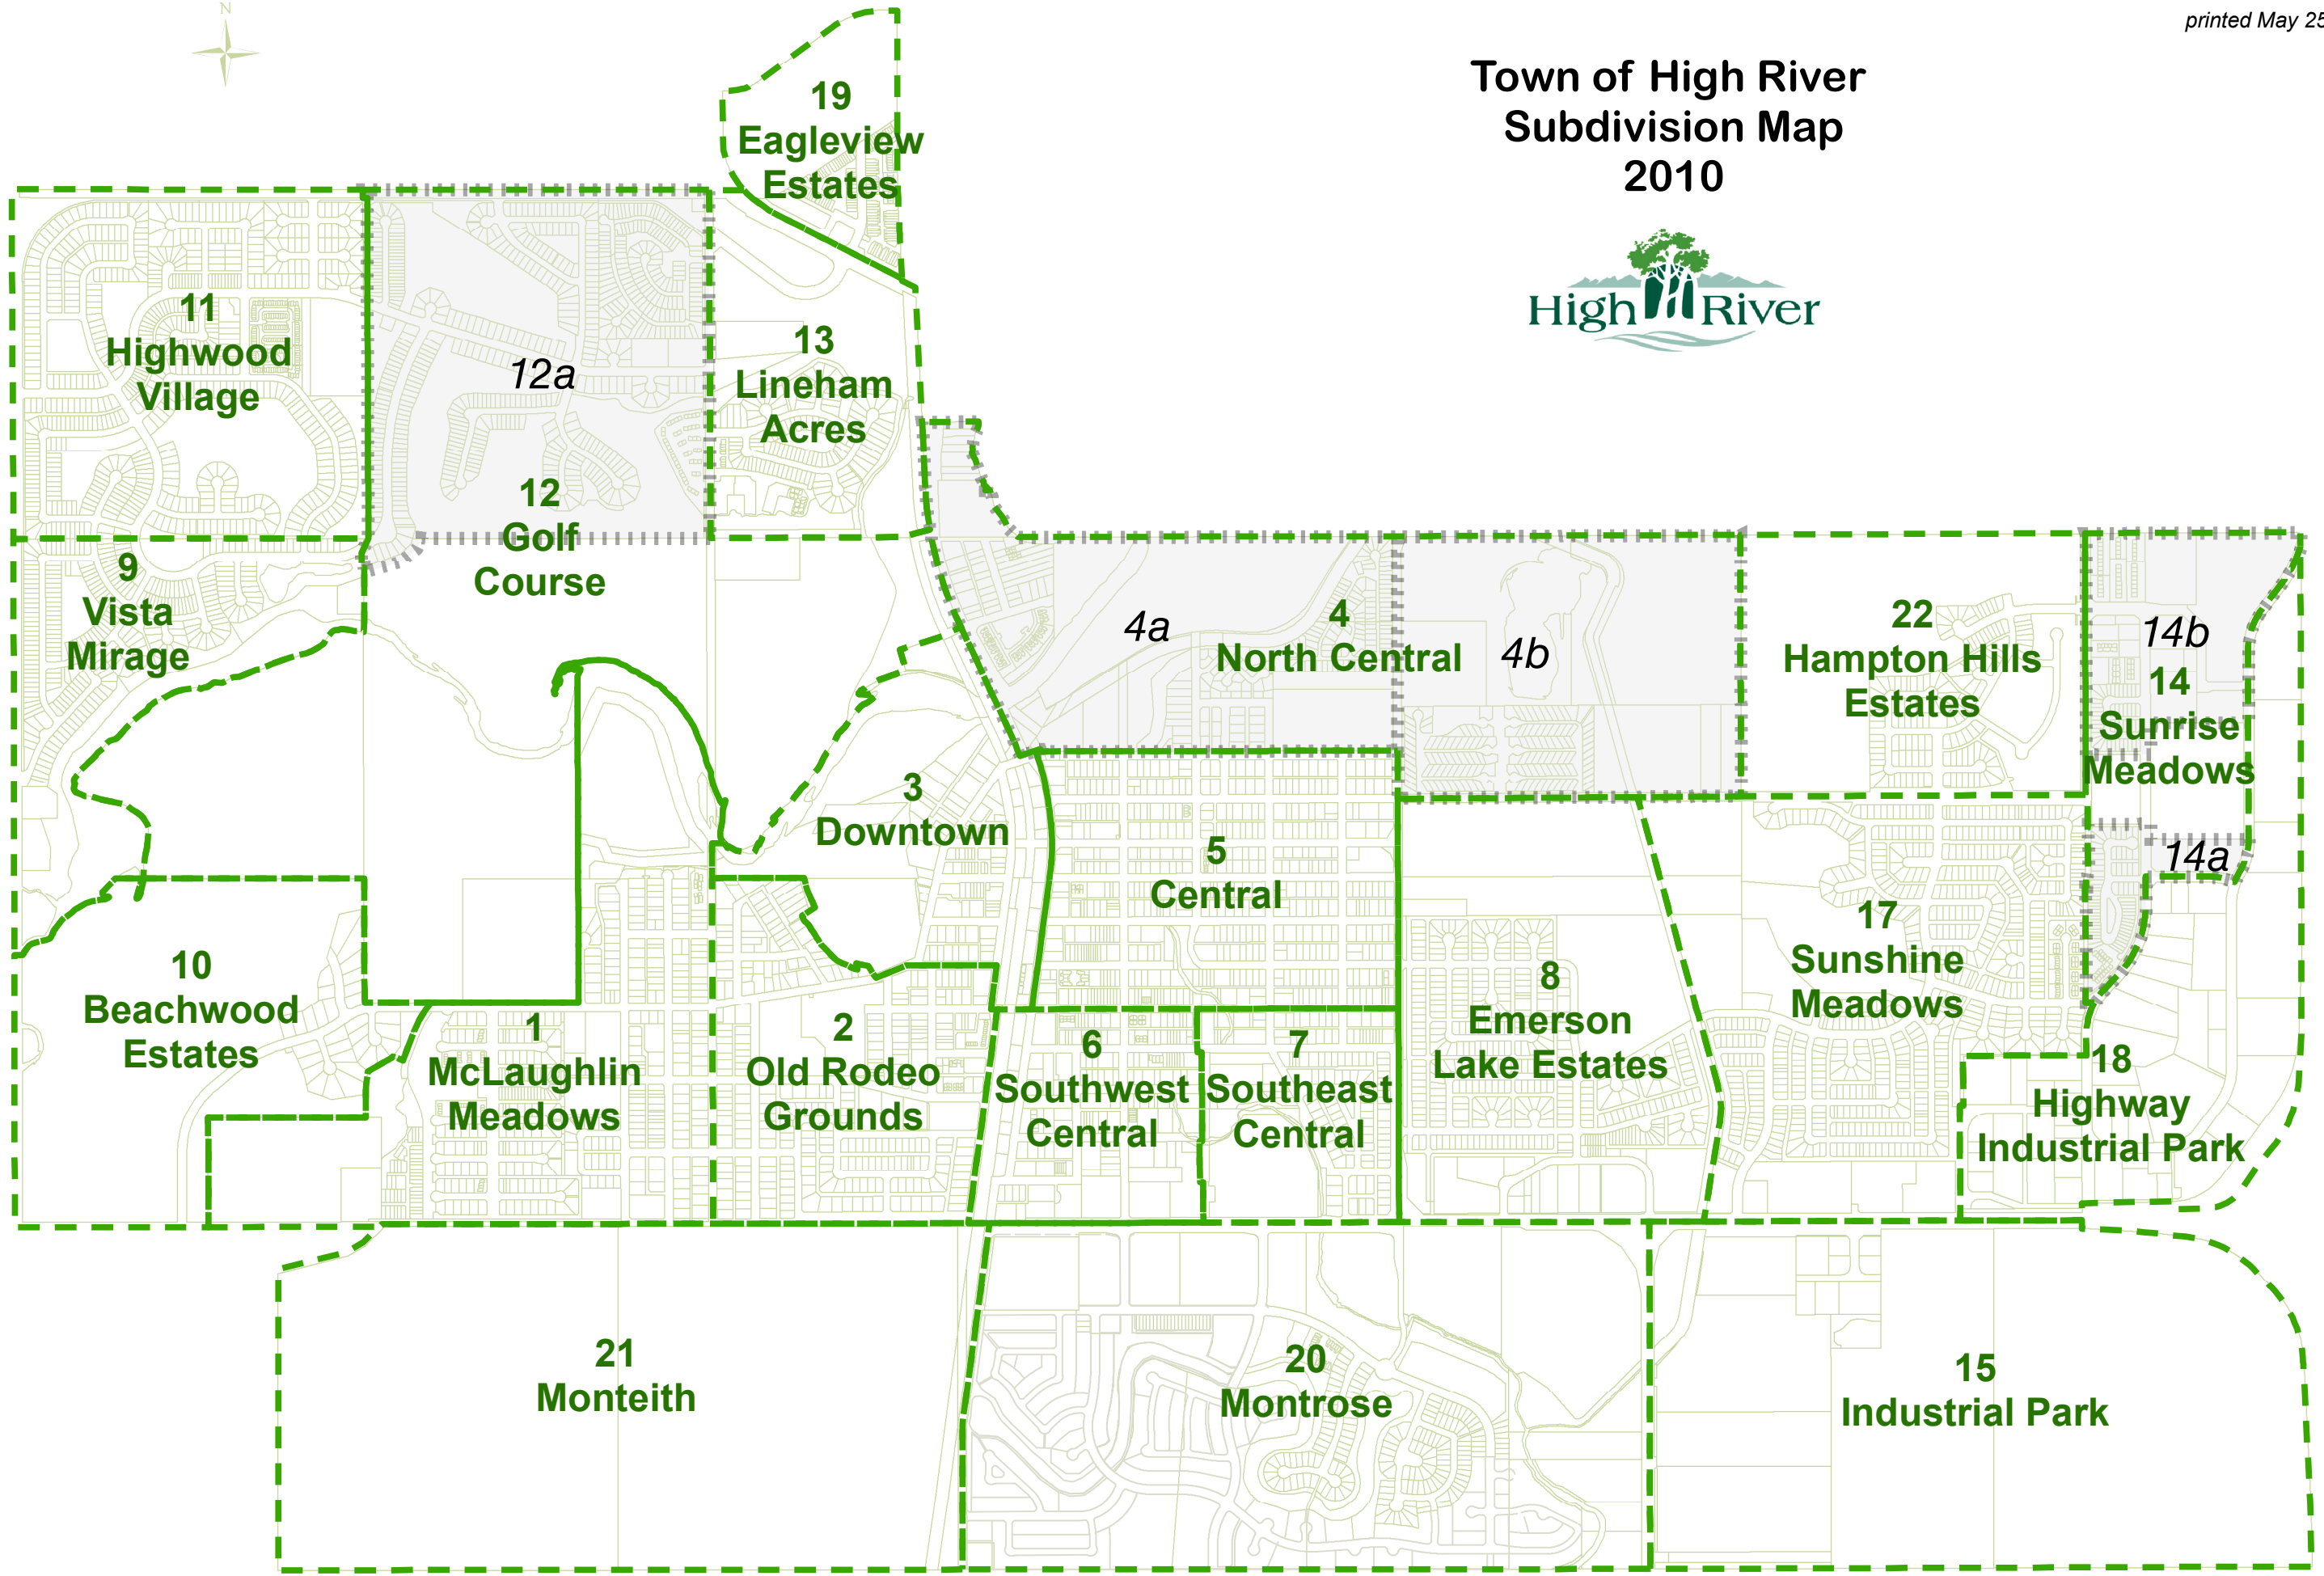 N
printed May 25
Town of High River
Subdivision Map
2010
High River
19
Eagleview
Estates
11
Highwood
Village
12a
13
Lineham
Acres
12
Golf
Course
9
Vista
Mirage
4a
4
North Central
4b
22
Hampton Hills
Estates
14b
14
Sunrise
Meadows
3
Downtown
5
Central
14a
17
Sunshine
Meadows
10
Beachwood
Estates
1
McLaughlin
Meadows
2
Old Rodeo
Grounds
6
Southwest
Central
7
Southeast
Central
8
Emerson
Lake Estates
18
Highway
Industrial Park
21
Monteith
20
Montrose
15
Industrial Park